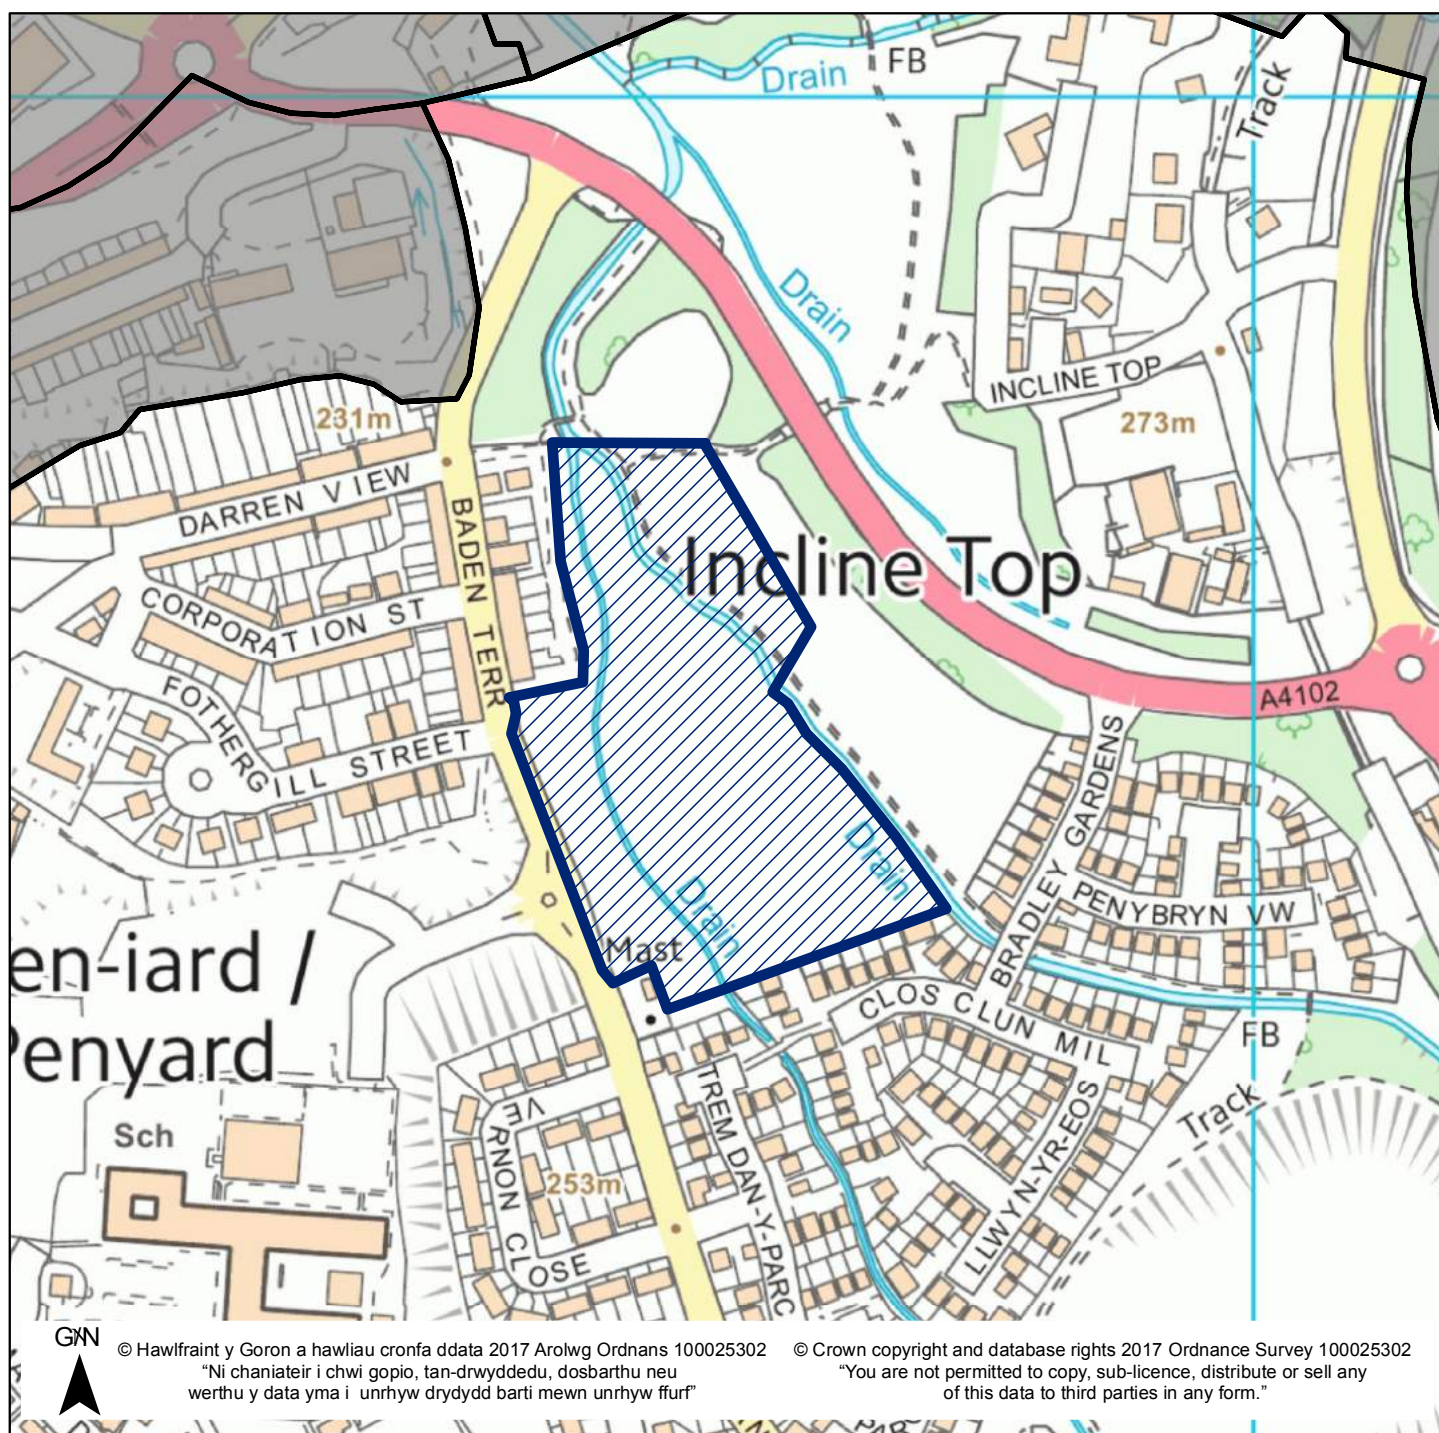 Drain
FB
Track
Drain
INCLINE TOP
231m
273m
DARREN VIEW
BADEN TERR
Incline Top
CORPORATION ST
FOTHERGILL STREET
A4102
BRADLEY GARDENS
Drain
Drain
PENYBRYN VW
Mast
en-iard /
Penyard
CLOS CLUN MIL
FB
Track
Sch
VERNON CLOSE
TREM DAN-Y-PARC
LLWYN-YR-EOS
253m
G/N
© Hawlfraint y Goron a hawliau cronfa ddata 2017 Arolwg Ordnans 100025302
“Ni chaniateir i chwi gopio, tan-drwyddedu, dosbarthu neu
werthu y data yma i unrhyw drydydd barti mewn unrhyw ffurf”
© Crown copyright and database rights 2017 Ordnance Survey 100025302
“You are not permitted to copy, sub-licence, distribute or sell any
of this data to third parties in any form.”